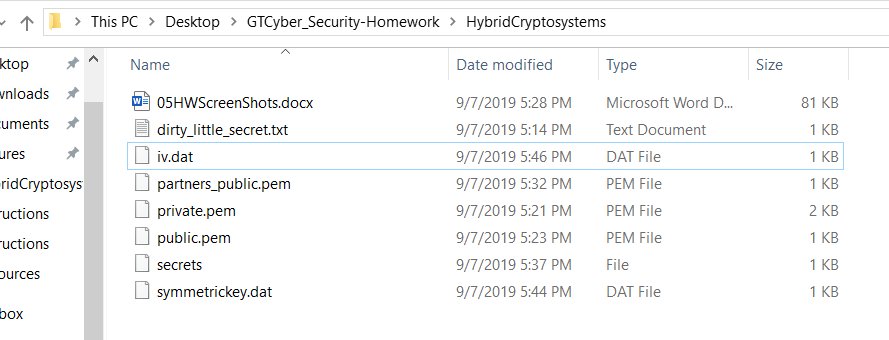 This PC > Desktop > GTCyber_Security-Homework > HybridCryptosystems
Name Date modified Type Size
sktop
05HWScreenShots.docx 9/7/2019 5:28 PM Microsoft Word D... 81 KB
wnloads
dirty_little_secret.txt 9/7/2019 5:14 PM Text Document 1 KB
cuments
iv.dat 9/7/2019 5:46 PM DAT File 1 KB
ures
partners_public.pem 9/7/2019 5:32 PM PEM File 1 KB
bridCryptosys
private.pem 9/7/2019 5:21 PM PEM File 2 KB
ructions
public.pem 9/7/2019 5:23 PM PEM File 1 KB
ructions
secrets 9/7/2019 5:37 PM File 1 KB
ources
symmetrickey.dat 9/7/2019 5:44 PM DAT File 1 KB
box